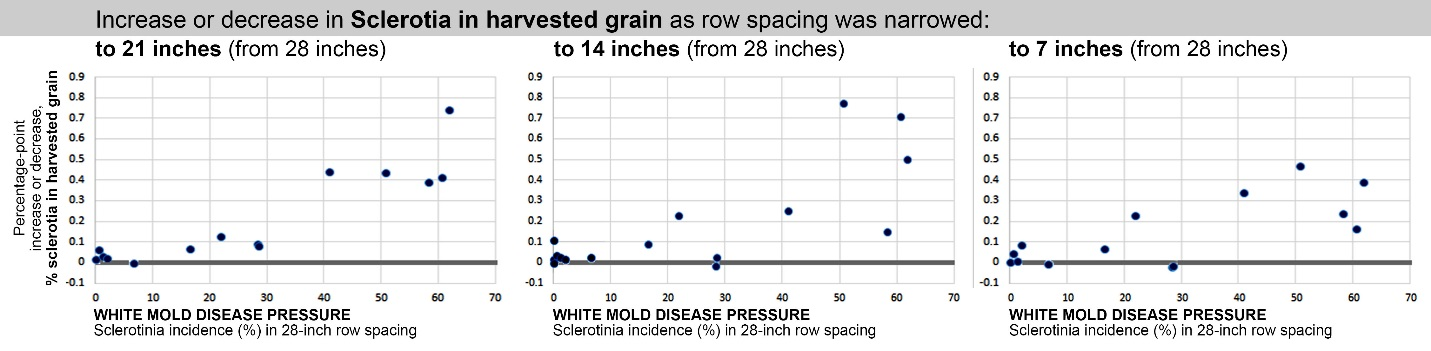 Increase or decrease in Sclerotia in harvested grain as row spacing was narrowed:
to 21 inches (from 28 inches)
to 14 inches (from 28 inches)
to 7 inches (from 28 inches)
Percentage-point
increase or decrease,
% sclerotia in harvested grain
0.9
0.8
0.7
0.6
0.5
0.4
0.3
0.2
0.1
0
-0.1
0 10 20 30 40 50 60 70
WHITE MOLD DISEASE PRESSURE
Sclerotinia incidence (%) in 28-inch row spacing
0.9
0.8
0.7
0.6
0.5
0.4
0.3
0.2
0.1
0
-0.1
0 10 20 30 40 50 60 70
WHITE MOLD DISEASE PRESSURE
Sclerotinia incidence (%) in 28-inch row spacing
0.9
0.8
0.7
0.6
0.5
0.4
0.3
0.2
0.1
0
-0.1
0 10 20 30 40 50 60 70
WHITE MOLD DISEASE PRESSURE
Sclerotinia incidence (%) in 28-inch row spacing